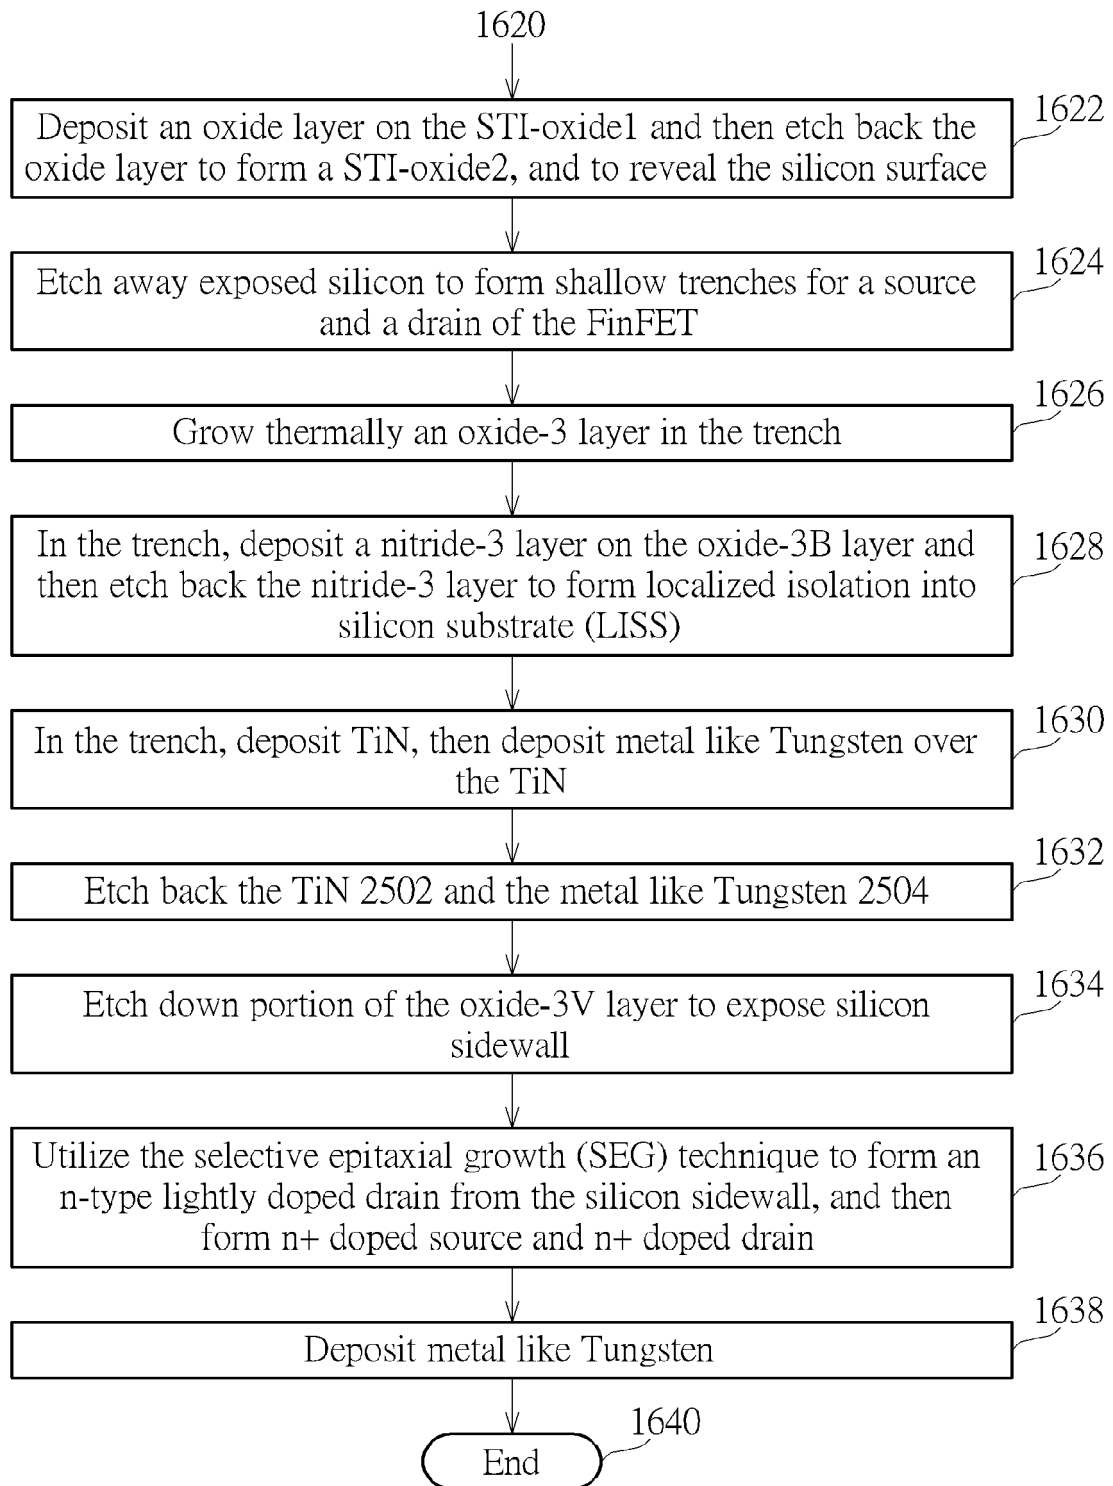 1620
1622
Deposit an oxide layer on the STI-oxide1 and then etch back the
oxide layer to form a STI-oxide2, and to reveal the silicon surface
1624
Etch away exposed silicon to form shallow trenches for a source
and a drain of the FinFET
1626
Grow thermally an oxide-3 layer in the trench
1628
In the trench, deposit a nitride-3 layer on the oxide-3B layer and
then etch back the nitride-3 layer to form localized isolation into
silicon substrate (LISS)
1630
In the trench, deposit TiN, then deposit metal like Tungsten over
the TiN
1632
Etch back the TiN 2502 and the metal like Tungsten 2504
1634
Etch down portion of the oxide-3V layer to expose silicon
sidewall
1636
Utilize the selective epitaxial growth (SEG) technique to form an
n-type lightly doped drain from the silicon sidewall, and then
form n+ doped source and n+ doped drain
1638
Deposit metal like Tungsten
1640
End